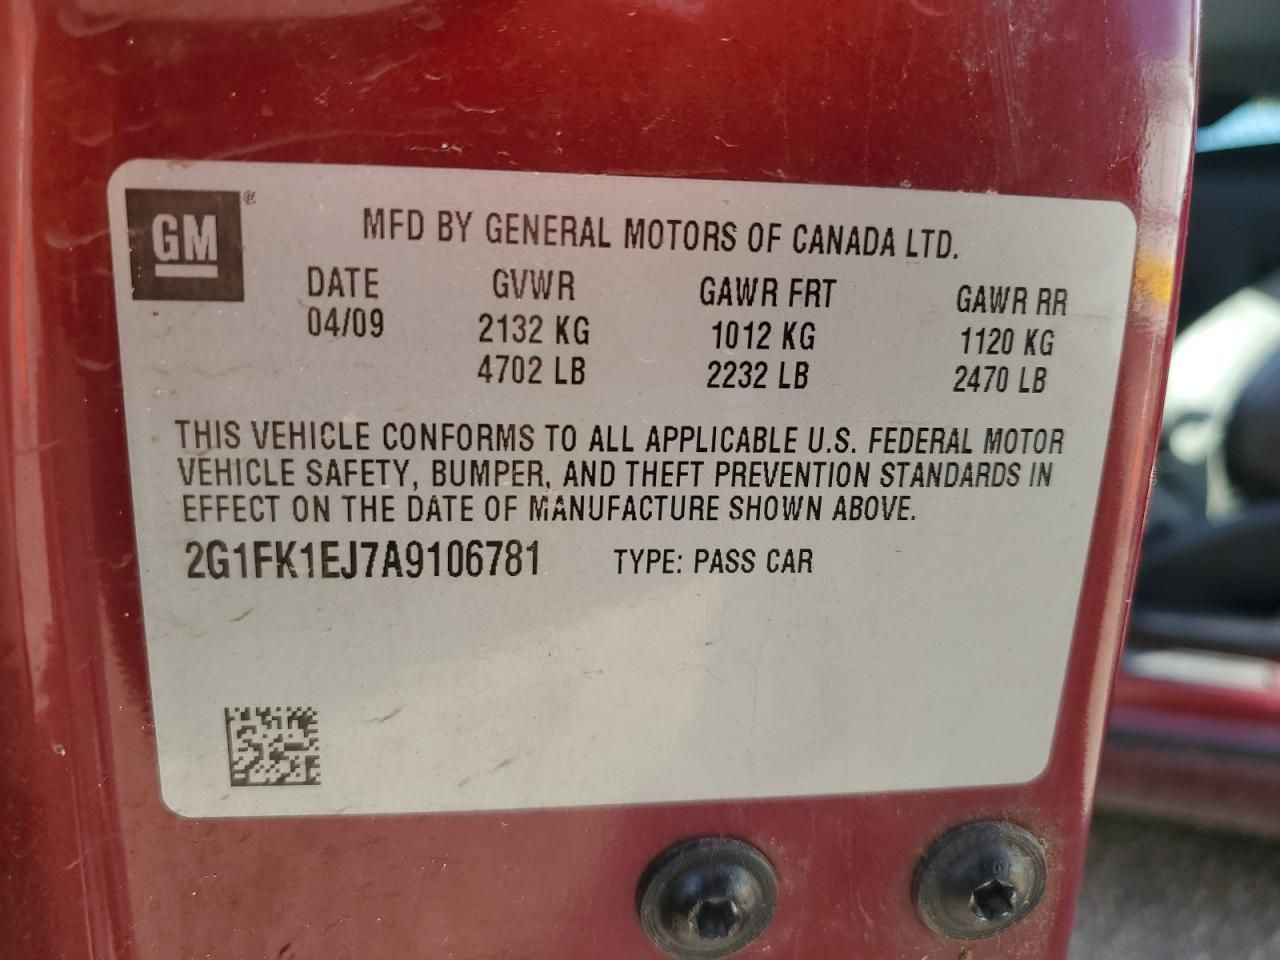 GM®
MFD BY GENERAL MOTORS OF CANADA LTD.
DATE GVWR GAWR FRT GAWR RR
04/09 2132 KG 1012 KG 1120 KG
4702 LB 2232 LB 2470 LB
THIS VEHICLE CONFORMS TO ALL APPLICABLE U.S. FEDERAL MOTOR
VEHICLE SAFETY, BUMPER, AND THEFT PREVENTION STANDARDS IN
EFFECT ON THE DATE OF MANUFACTURE SHOWN ABOVE.
2G1FK1EJ7A9106781 TYPE: PASS CAR